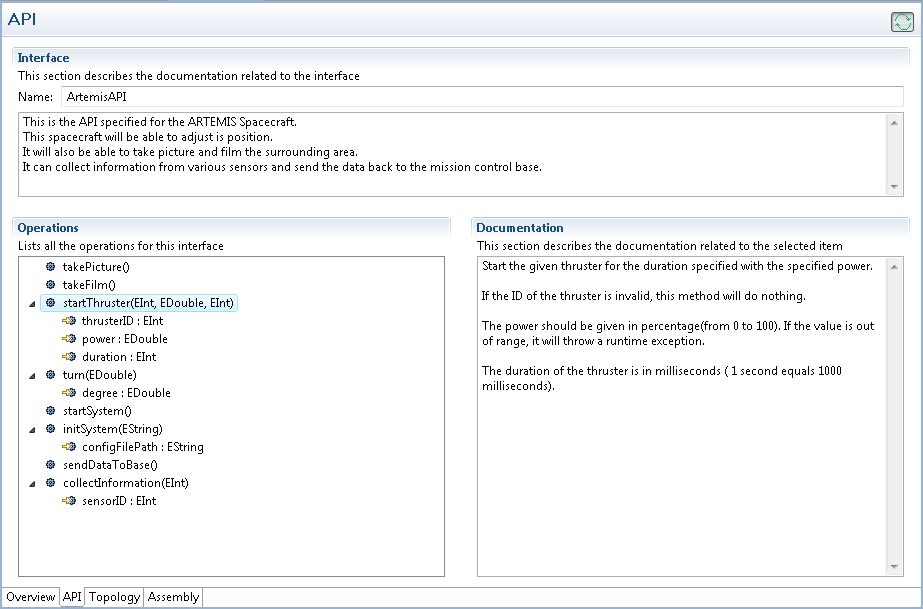 API
Interface
This section describes the documentation related to the interface
Name: ArtemisAPI
This is the API specified for the ARTEMIS Spacecraft.
This spacecraft will be able to adjust is position.
It will also be able to take picture and film the surrounding area.
It can collect information from various sensors and send the data back to the mission control base.
Operations
Lists all the operations for this interface
takePicture()
takeFilm()
startThruster(EInt, EDouble, EInt)
thrusterID : EInt
power : EDouble
duration : EInt
turn(EDouble)
degree : EDouble
startSystem()
initSystem(EString)
configFilePath : EString
sendDataToBase()
collectInformation(EInt)
sensorID : EInt
Documentation
This section describes the documentation related to the selected item
Start the given thruster for the duration specified with the specified power.
If the ID of the thruster is invalid, this method will do nothing.
The power should be given in percentage(from 0 to 100). If the value is out
of range, it will throw a runtime exception.
The duration of the thruster is in milliseconds ( 1 second equals 1000
milliseconds).
Overview API Topology Assembly